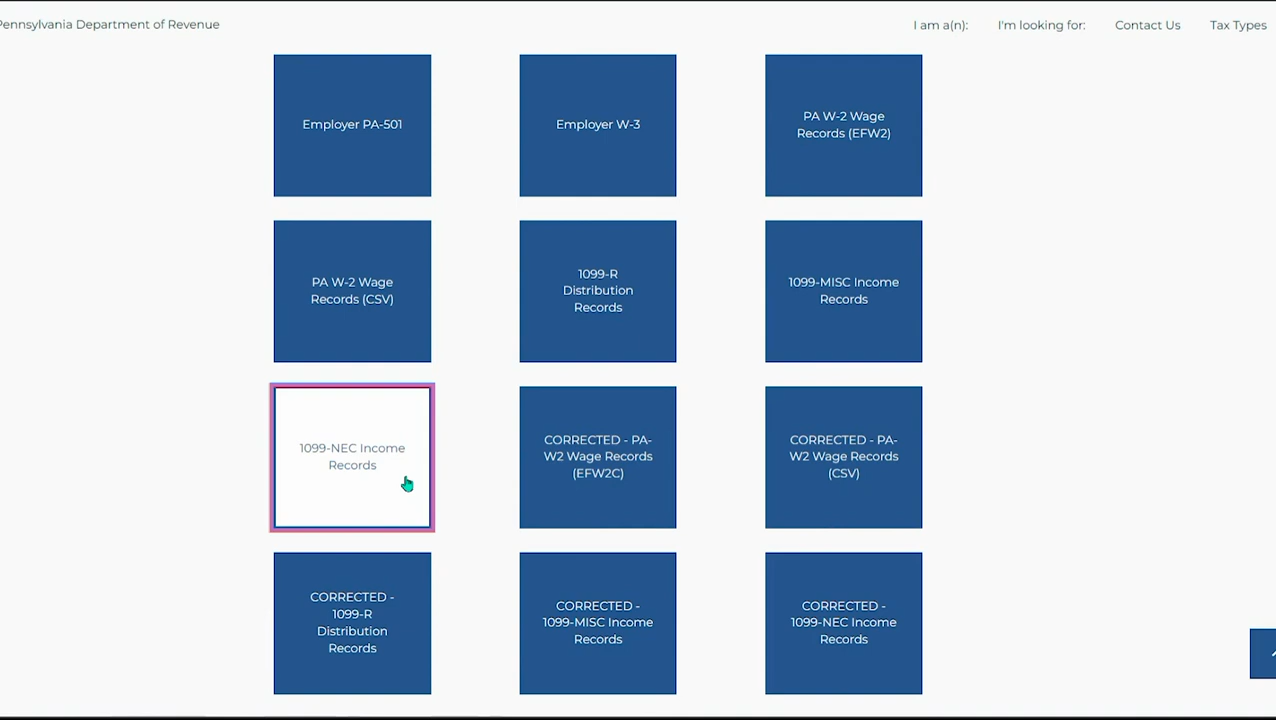 Pennsylvania Department of Revenue
I am a(n):
I'm looking for:
Contact Us
Tax Types
Employer PA-501
Employer W-3
PA W-2 Wage
Records (EFW2)
PA W-2 Wage
Records (CSV)
1099-R
Distribution
Records
1099-MISC Income
Records
1099-NEC Income
Records
CORRECTED - PA-
W2 Wage Records
(EFW2C)
CORRECTED - PA-
W2 Wage Records
(CSV)
CORRECTED -
1099-R
Distribution
Records
CORRECTED -
1099-MISC Income
Records
CORRECTED -
1099-NEC Income
Records